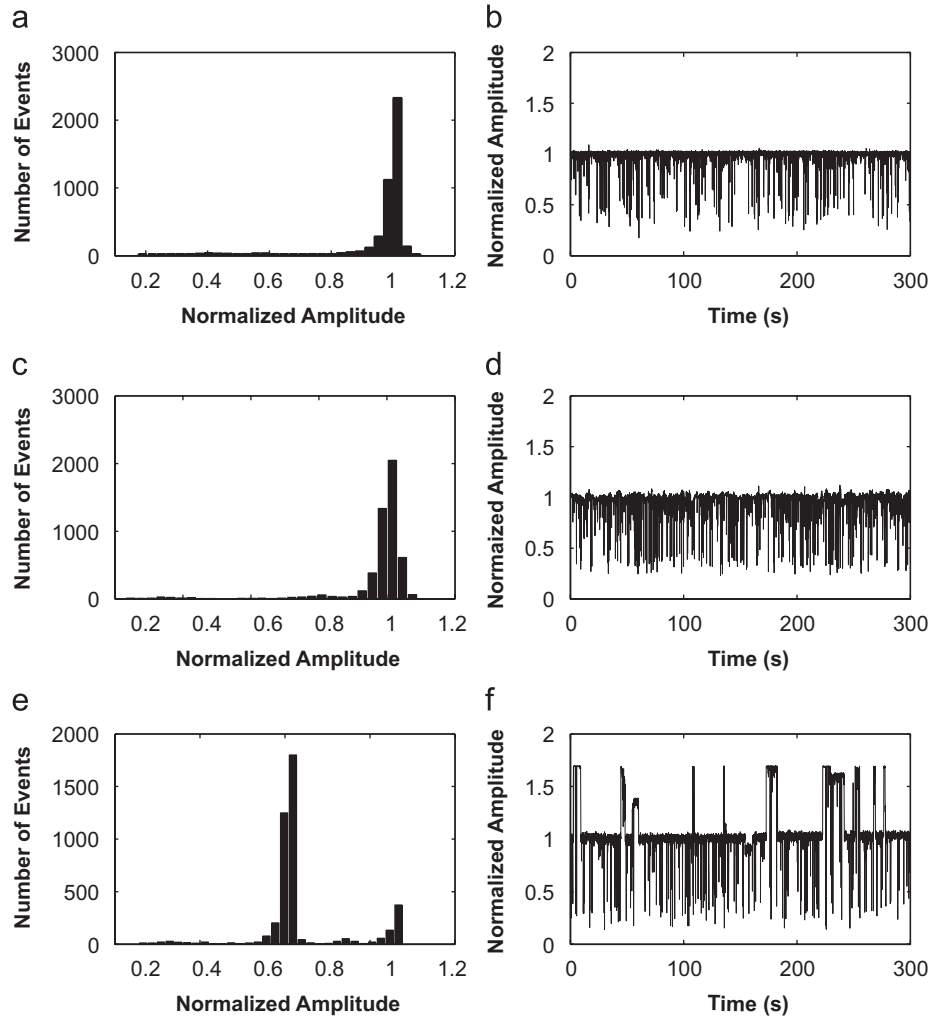 a
3000
2000
1000
0
Number of Events
0.2 0.4 0.6 0.8 1 1.2
Normalized Amplitude
b
2
1.5
1
0.5
0
Normalized Amplitude
0 100 200 300
Time (s)
c
3000
2000
1000
0
Number of Events
0.2 0.4 0.6 0.8 1 1.2
Normalized Amplitude
d
2
1.5
1
0.5
0
Normaized Amplitude
0 100 200 300
Time (s)
e
2000
1500
1000
500
0
Number of Events
0.2 0.4 0.6 0.8 1 1.2
Normalized Amplitude
f
2
1.5
1
0.5
0
Normalized Amplitude
0 100 200 300
Time (s)